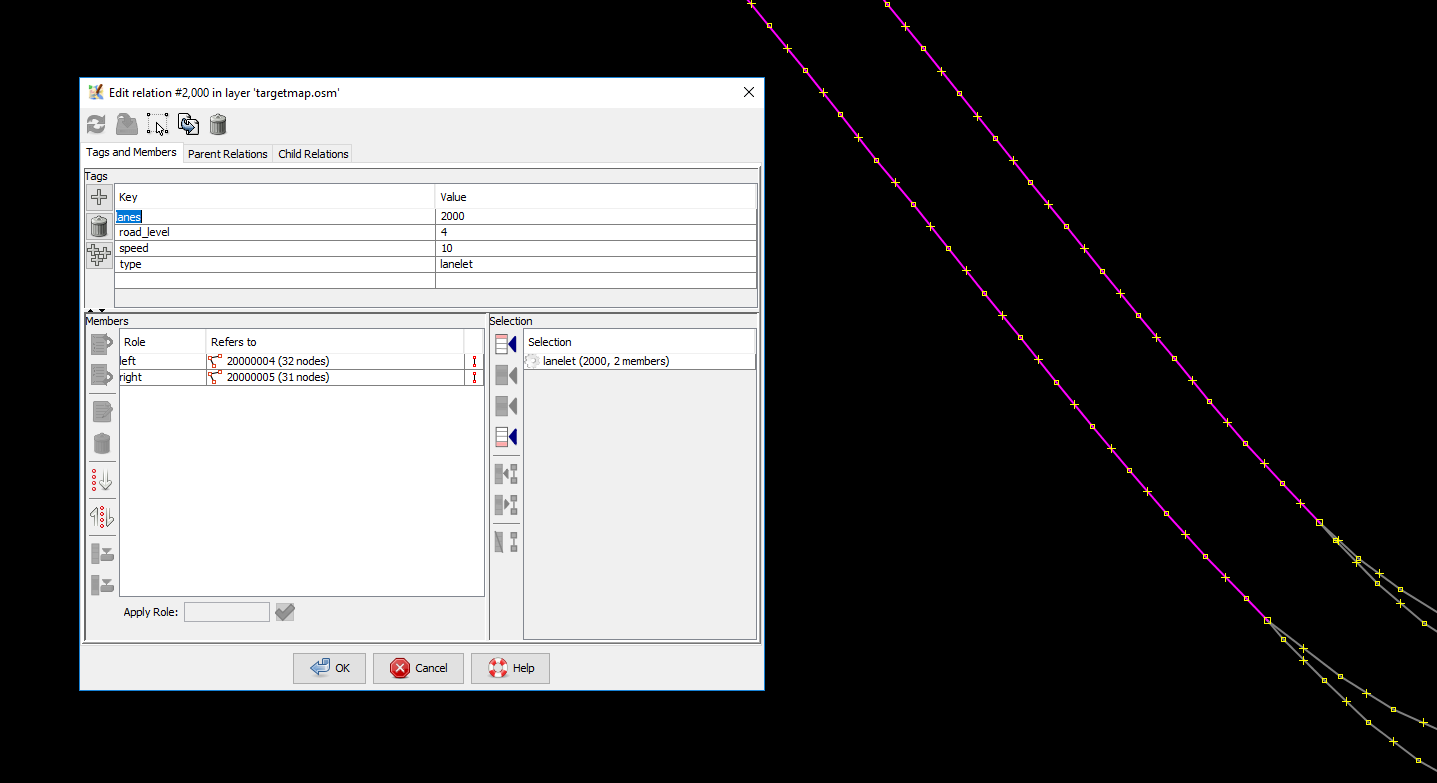 Edit relation #2,000 in layer 'targetmap.osm'
Tags and Members Parent Relations Child Relations
Tags
Key Value
lanes 2000
road_level 4
speed 10
type lanelet
Members
Role Refers to
left 20000004 (32 nodes)
right 20000005 (31 nodes)
Selection
Selection
lanelet (2000, 2 members)
Apply Role:
OK Cancel Help